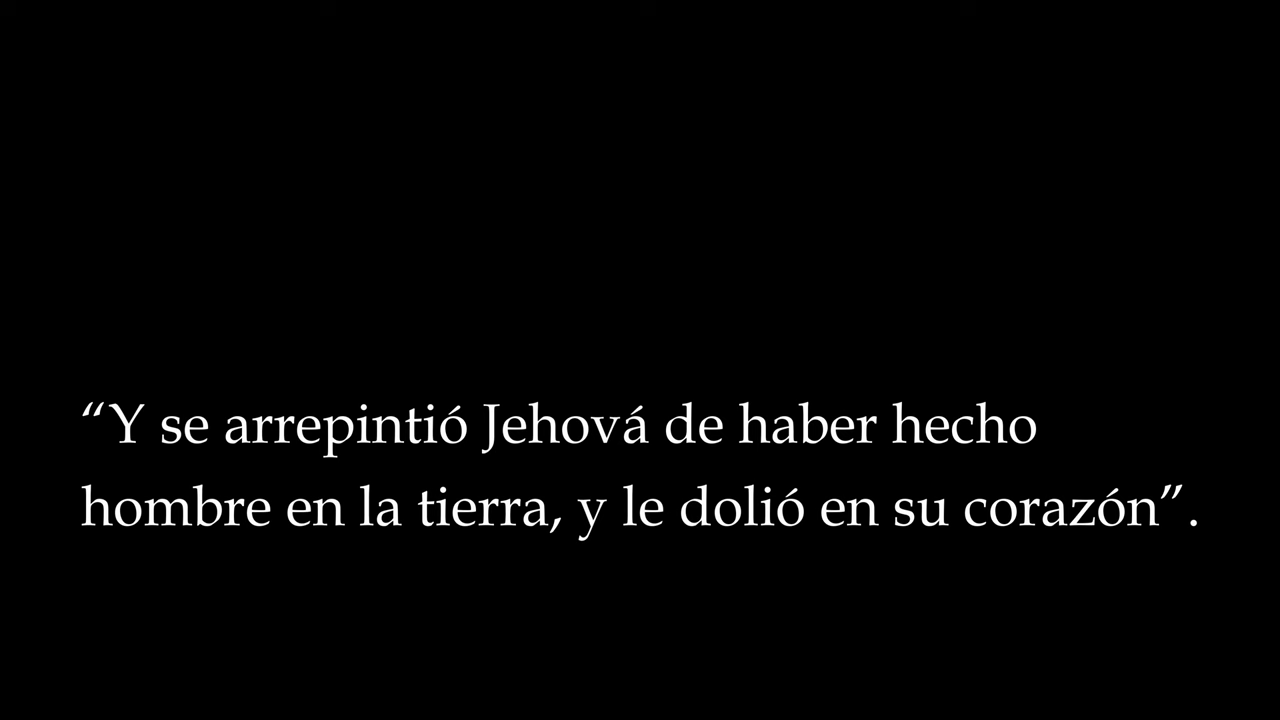 “Y se arrepintió Jehová de haber hecho
hombre en la tierra, y le dolió en su corazón”.